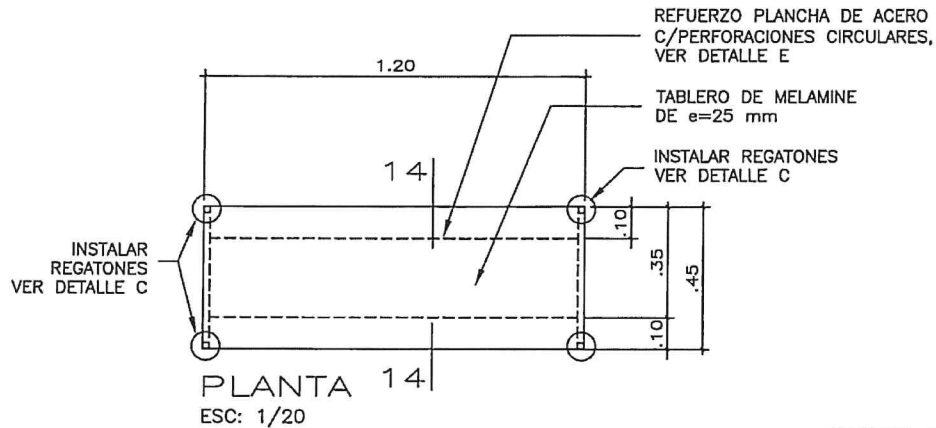 REFUERZO PLANCHA DE ACERO
C/PERFORACIONES CIRCULARES,
VER DETALLE E
1.20
TABLERO DE MELAMINE
DE e=25 mm
14
INSTALAR REGATONES
VER DETALLE C
.10
.35
.45
INSTALAR
REGATONES
VER DETALLE C
.10
14
PLANTA
ESC: 1/20